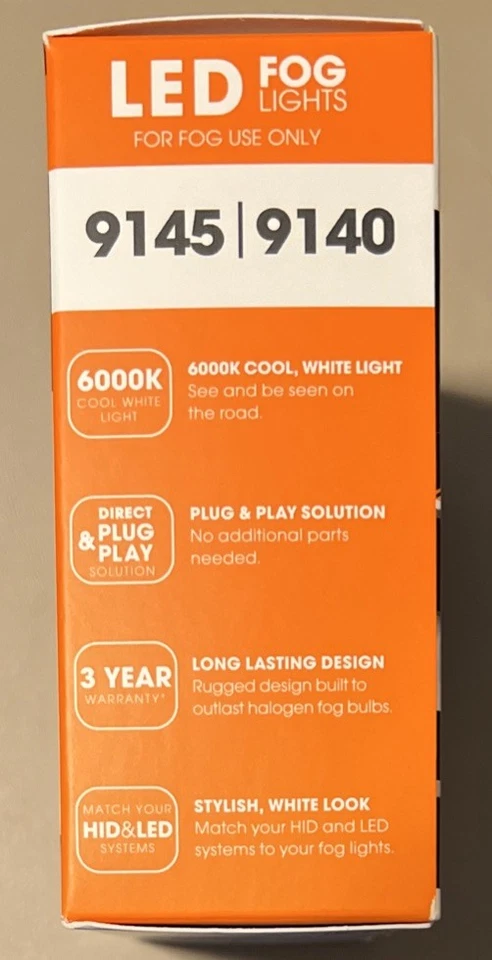 LED FOG
LIGHTS
FOR FOG USE ONLY
9145|9140
6000K
COOL WHITE
LIGHT
6000K COOL, WHITE LIGHT
See and be seen on
the road.
DIRECT
&PLUG
PLAY
SOLUTION
PLUG & PLAY SOLUTION
No additional parts
needed.
3 YEAR
WARRANTY*
LONG LASTING DESIGN
Rugged design built to
outlast halogen fog bulbs.
MATCH YOUR
HID&LED
SYSTEMS
STYLISH, WHITE LOOK
Match your HID and LED
systems to your fog lights.